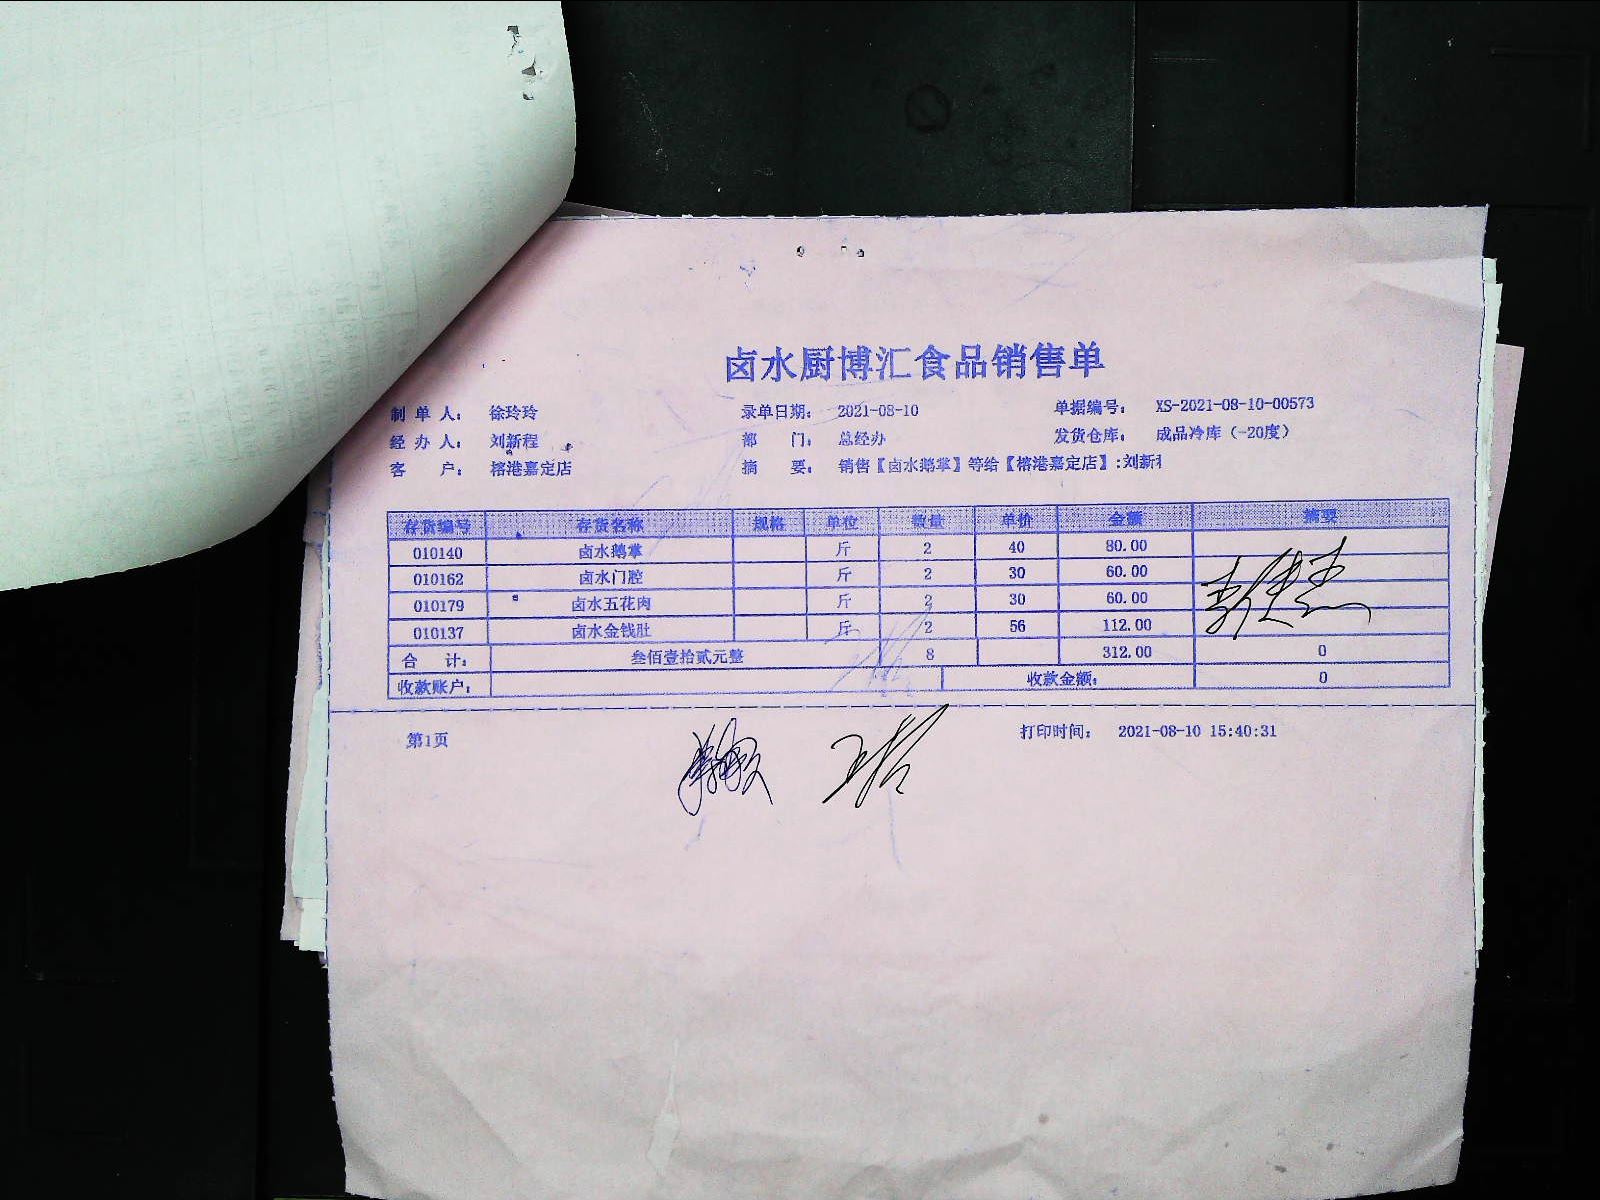 卤水厨博汇食品销售单
制单人： 徐玲玲 录单日期： 2021-08-10 单据编号： XS-2021-08-10-00573
经办人： 刘新程 部门： 总经办 发货仓库： 成品冷库（-20度）
客户： 榕港嘉定店 摘要： 销售【卤水鹅掌】等给【榕港嘉定店】:刘新
存货编号 存货名称 规格 单位 数量 单价 金额 摘要
010140 卤水鹅掌 斤 2 40 80.00
010162 卤水门腔 斤 2 30 60.00
010179 卤水五花肉 斤 2 30 60.00
010137 卤水金钱肚 斤 2 56 112.00
合计： 叁佰壹拾贰元整 8 312.00 0
收款账户： 收款金额： 0
第1页 打印时间： 2021-08-10 15:40:31